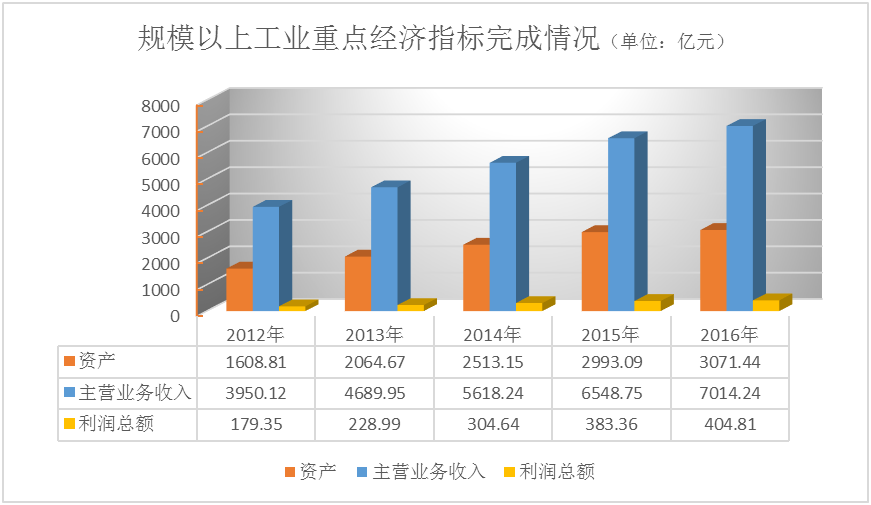 规模以上工业重点经济指标完成情况（单位：亿元）
8000
7000
6000
5000
4000
3000
2000
1000
0
2012年 2013年 2014年 2015年 2016年
资产 1608.81 2064.67 2513.15 2993.09 3071.44
主营业务收入 3950.12 4689.95 5618.24 6548.75 7014.24
利润总额 179.35 228.99 304.64 383.36 404.81
资产 主营业务收入 利润总额